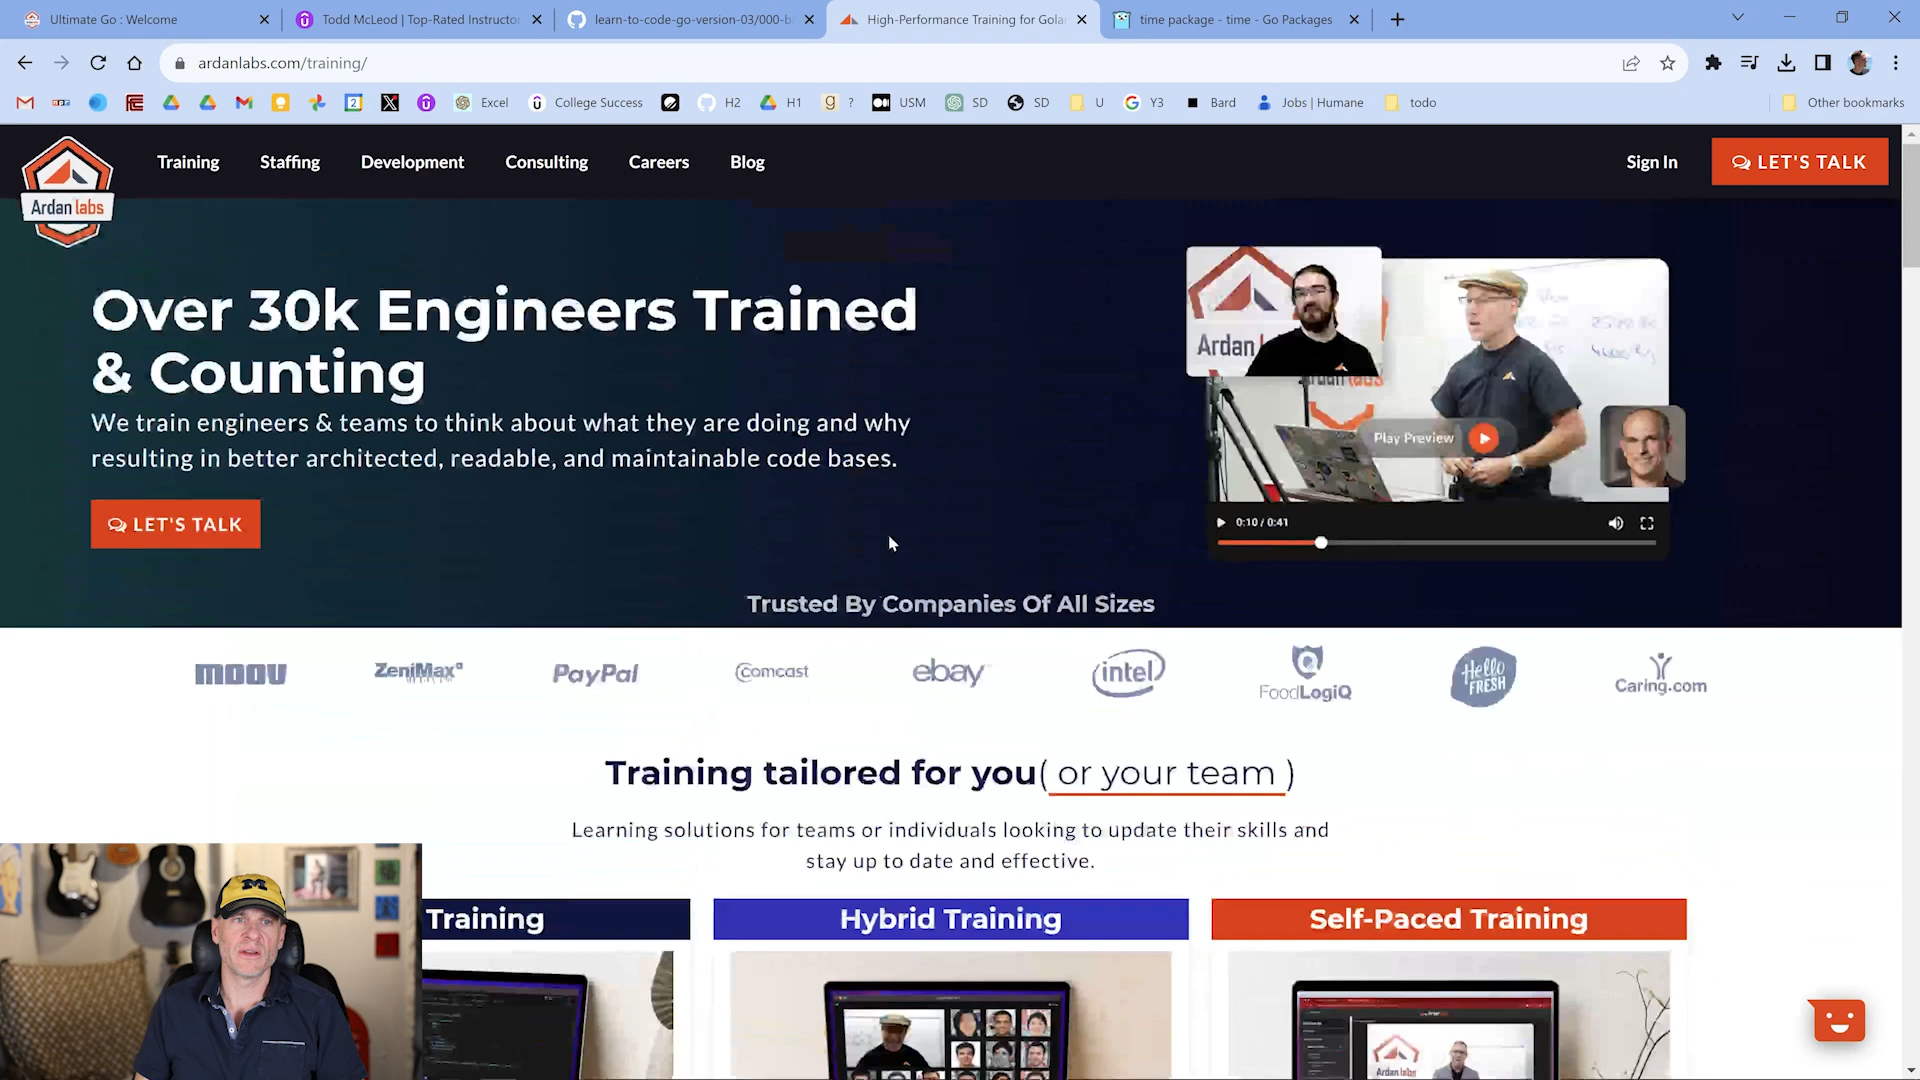 Ultimate Go : Welcome
Todd McLeod | Top-Rated Instructo
learn-to-code-go-version-03/000-b
High-Performance Training for Gola
time package - time - Go Packages
ardanlabs.com/training/
Excel
College Success
H2
H1
?
USM
SD
SD
U
Y3
Bard
Jobs | Humane
todo
Other bookmarks
Ardan labs
Training
Staffing
Development
Consulting
Careers
Blog
Sign In
LET'S TALK
Over 30k Engineers Trained
& Counting
We train engineers & teams to think about what they are doing and why
resulting in better architected, readable, and maintainable code bases.
LET'S TALK
Ardan
Play Preview
0:10 / 0:41
Trusted By Companies Of All Sizes
MOOV
ZeniMax
PayPal
Comcast
ebay
intel
FoodLogiQ
Hello
FRESH
Caring.com
Training tailored for you( or your team )
Learning solutions for teams or individuals looking to update their skills and
stay up to date and effective.
Training
Hybrid Training
Self-Paced Training
M
Ardan labs